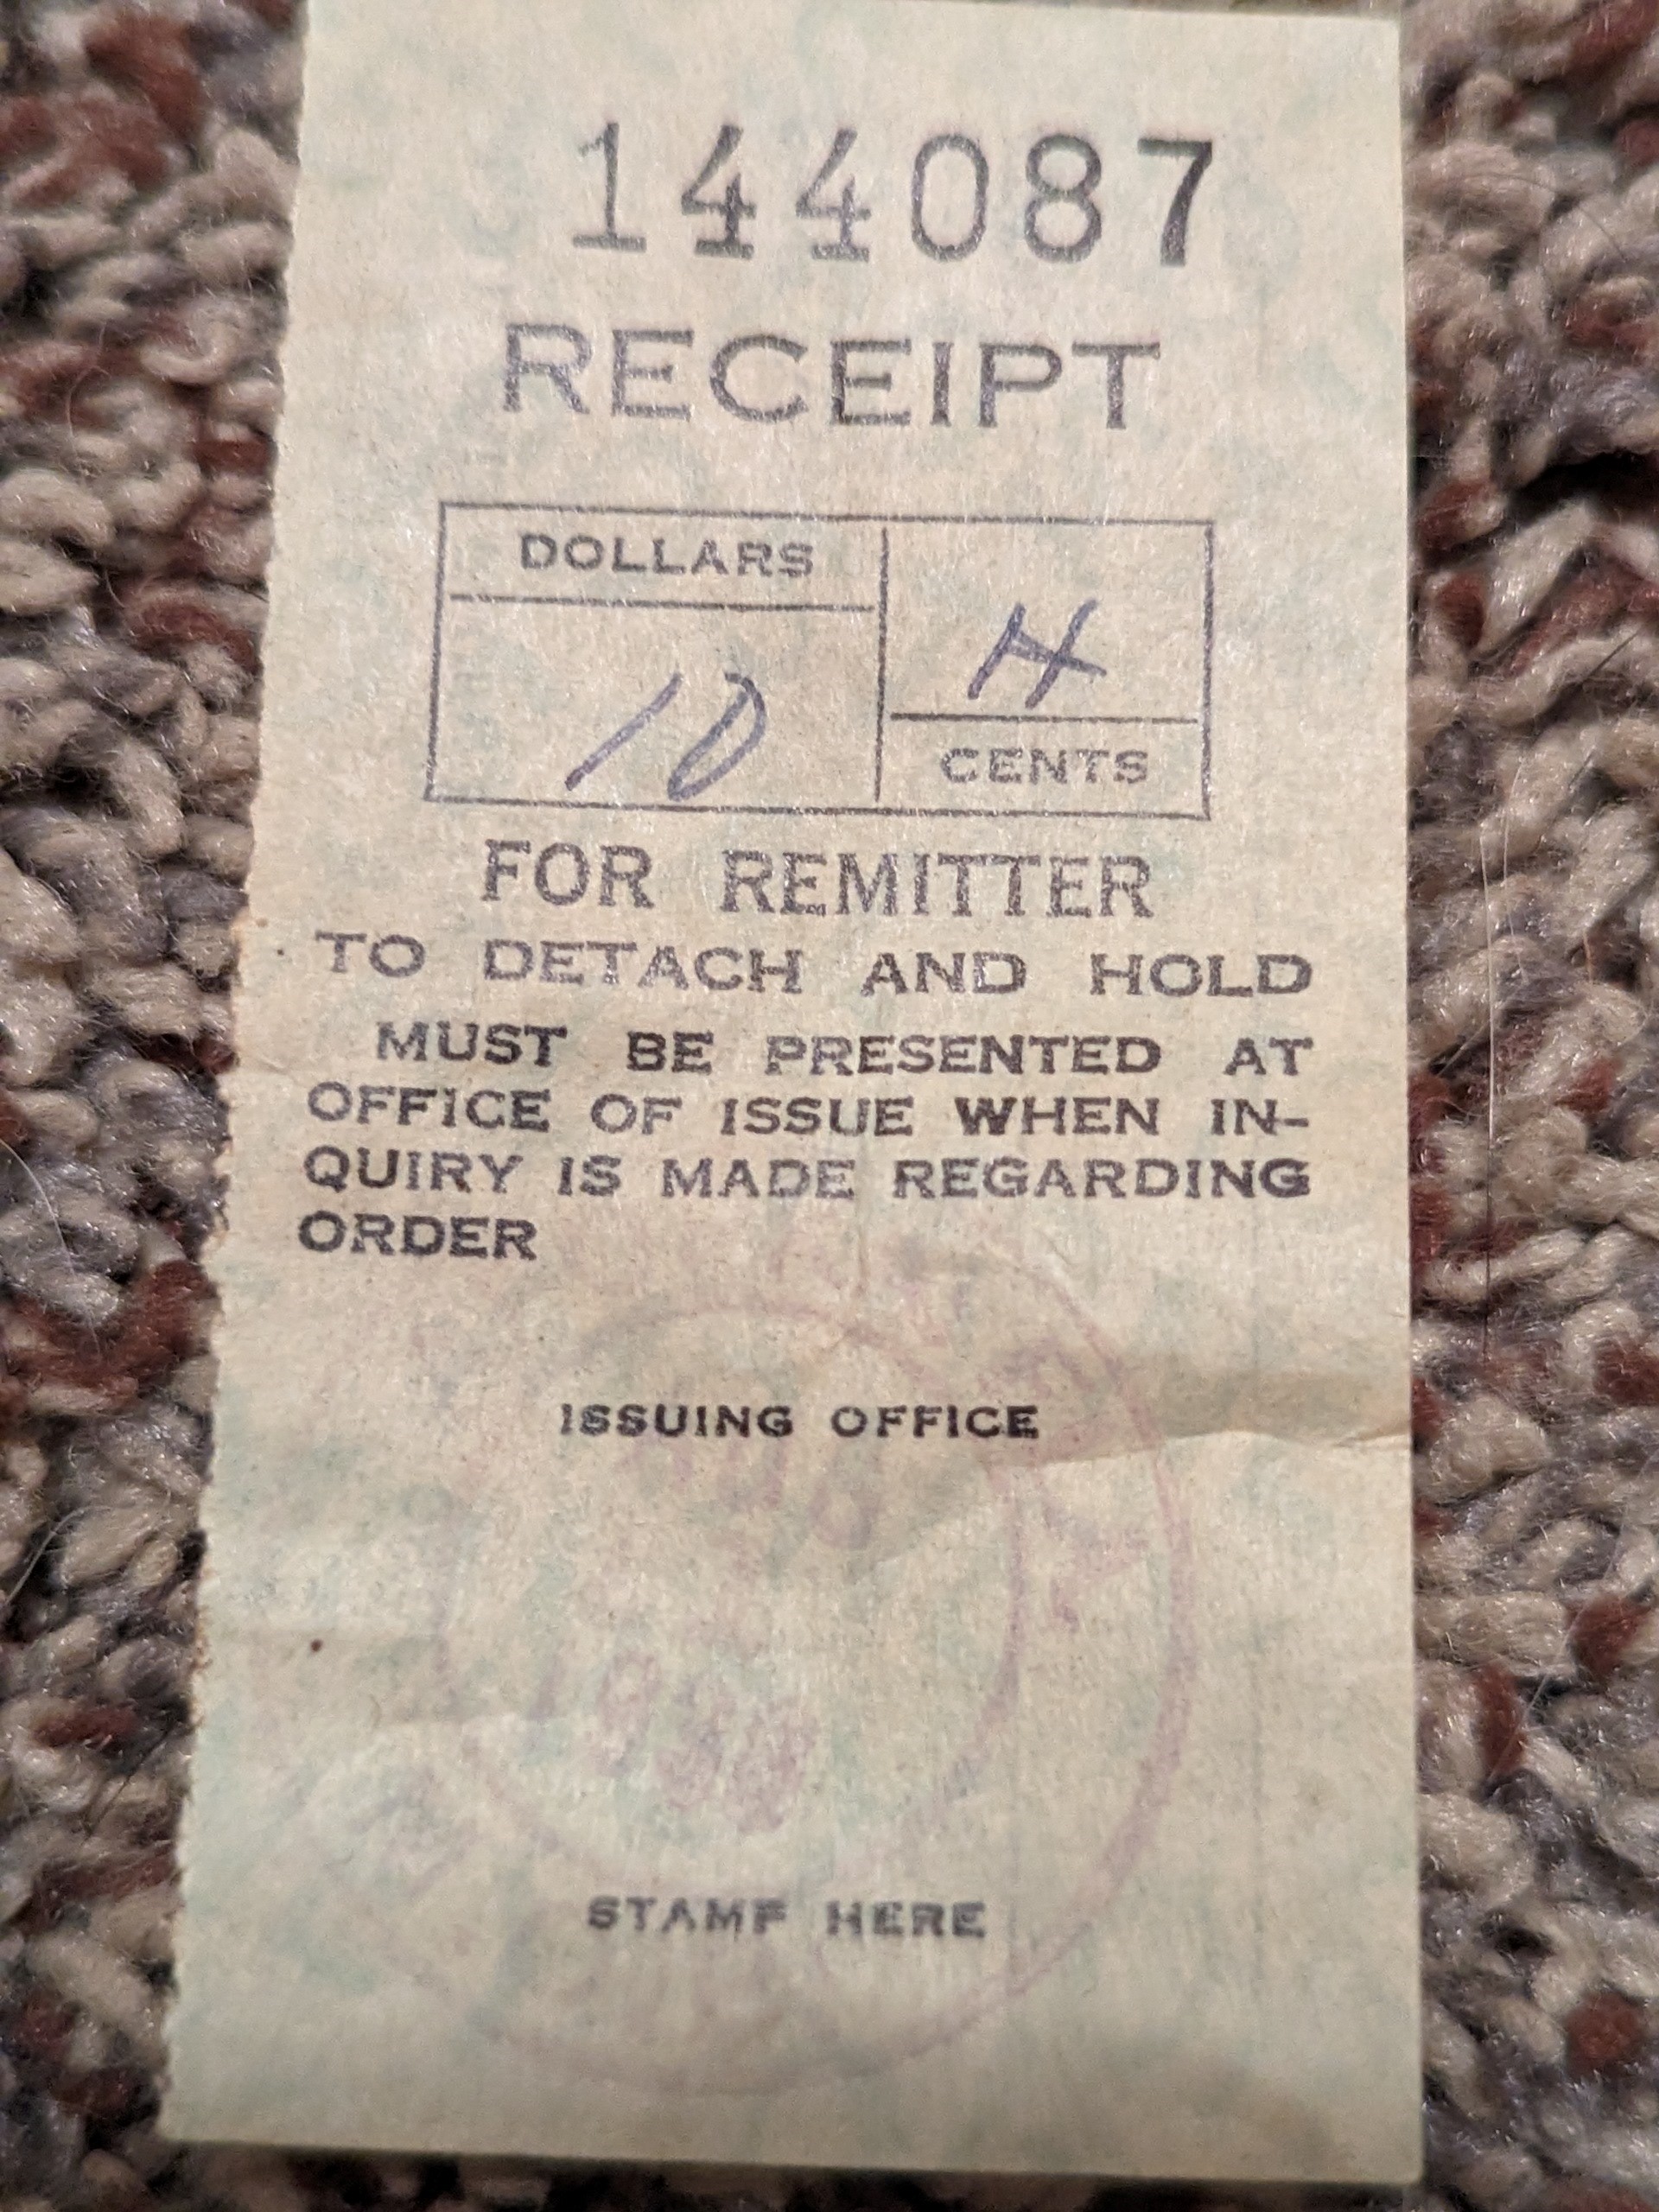 144087
RECEIPT
DOLLARS
10
CENTS
FOR REMITTER
TO DETACH AND HOLD
MUST BE PRESENTED AT
OFFICE OF ISSUE WHEN IN-
QUIRY IS MADE REGARDING
ORDER
ISSUING OFFICE
STAMP HERE